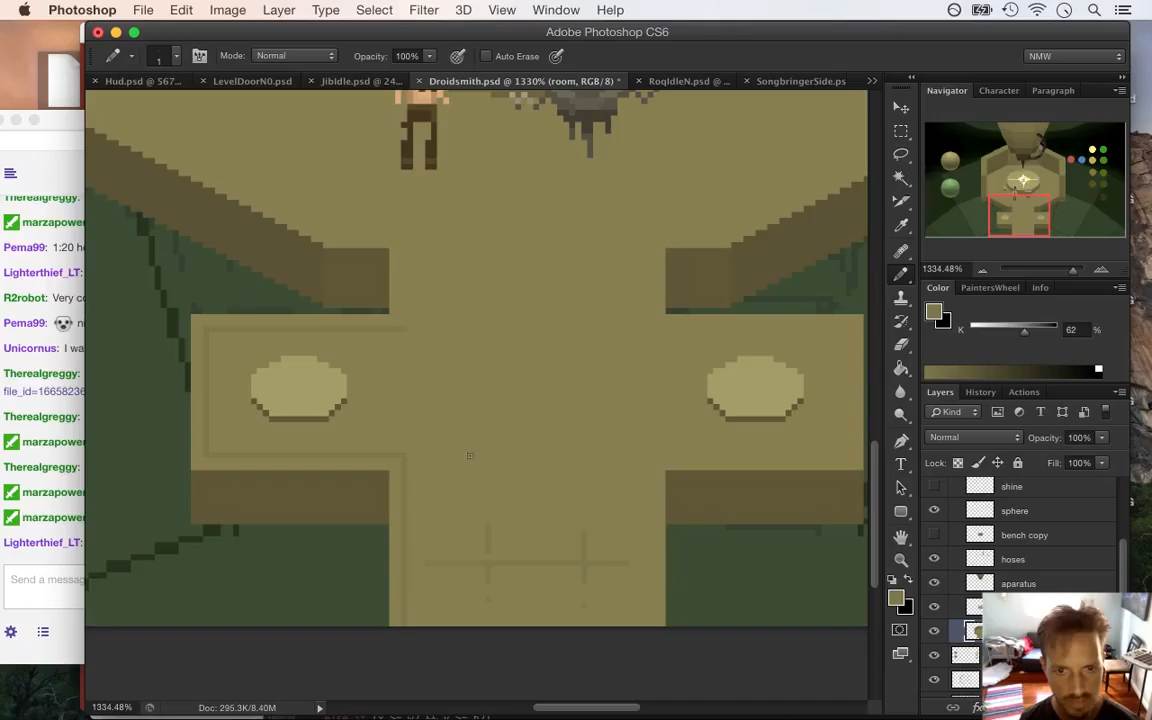 Photoshop File Edit Image Layer Type Select Filter 3D View Window Help
Adobe Photoshop CS6
1 Mode: Normal Opacity: 100% Auto Erase NMW
Hud.psd @ 567... LevelDoorN0.psd JibIdle.psd @ 24... Droidsmith.psd @ 1330% (room, RGB/8) * RoqIdleN.psd @ ... SongbringerSide.ps
Navigator Character Paragraph
1334.48%
Color PaintersWheel Info
K 62 %
Layers History Actions
Kind
Normal Opacity: 100%
Lock: Fill: 100%
shine
sphere
bench copy
hoses
aparatus
Therealgreggy:
marzapower
Pema99: 1:20 h
Lighterthief_LT:
R2robot: Very c
Pema99:
Unicornus: I wa
Therealgreggy:
file_id=16658236
Therealgreggy:
marzapower
Therealgreggy:
marzapower
marzapower
Lighterthief_LT:
Send a messag
1334.48% Doc: 295.3K/8.40M